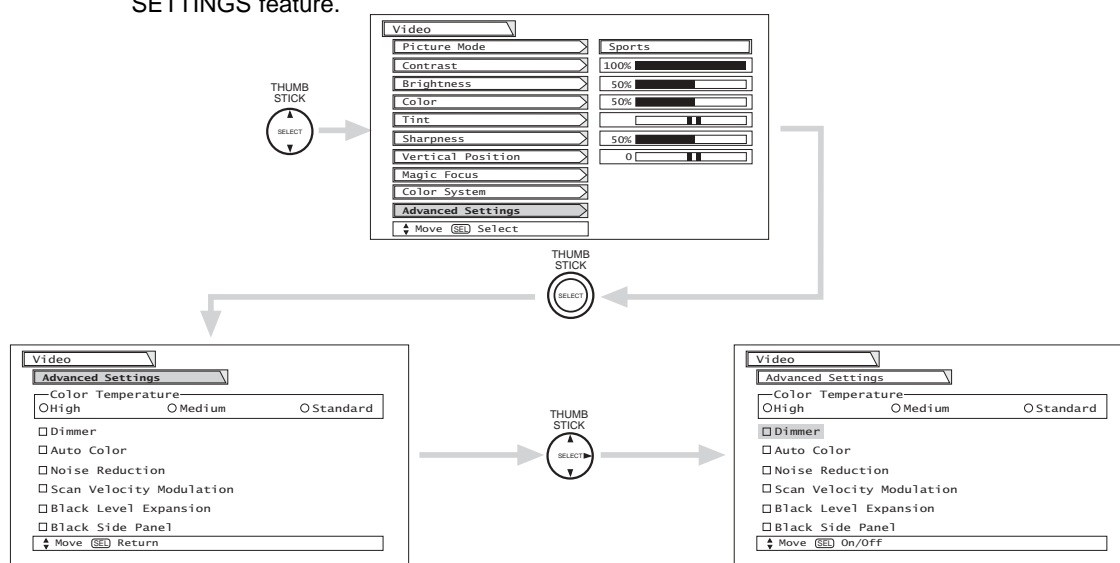 SETTINGS feature.
Video
Picture Mode Sports
Contrast 100%
Brightness 50%
Color 50%
Tint
Sharpness 50%
Vertical Position 0
Magic Focus
Color System
Advanced Settings
Move SEL Select
THUMB
STICK
SELECT
THUMB
STICK
SELECT
Video
Advanced Settings
Color Temperature
High Medium Standard
Dimmer
Auto Color
Noise Reduction
Scan Velocity Modulation
Black Level Expansion
Black Side Panel
Move SEL Return
THUMB
STICK
SELECT
Video
Advanced Settings
Color Temperature
High Medium Standard
Dimmer
Auto Color
Noise Reduction
Scan Velocity Modulation
Black Level Expansion
Black Side Panel
Move SEL On/Off